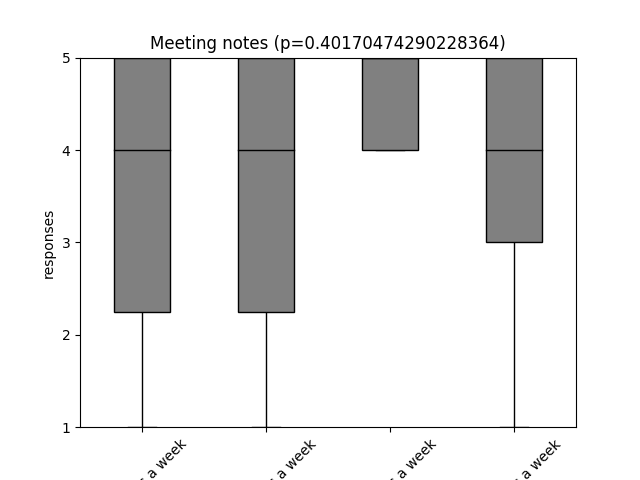 Meeting notes (p=0.40170474290228364)
5
4
3
2
1
responses
a week
a week
a week
a week